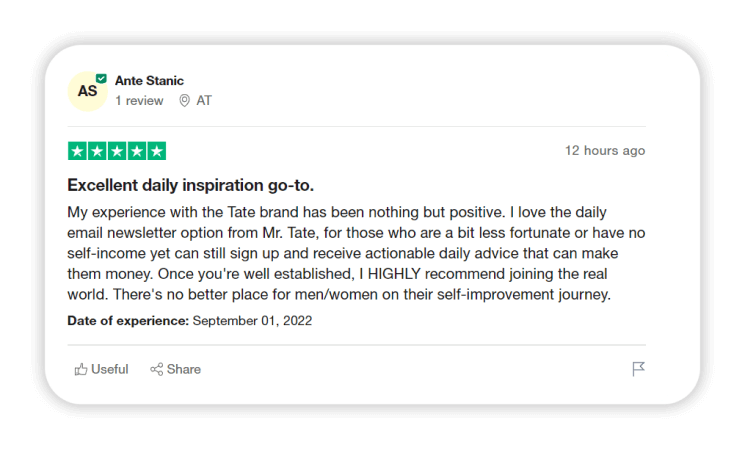 AS
Ante Stanic
1 review AT
12 hours ago
Excellent daily inspiration go-to.
My experience with the Tate brand has been nothing but positive. I love the daily
email newsletter option from Mr. Tate, for those who are a bit less fortunate or have no
self-income yet can still sign up and receive actionable daily advice that can make
them money. Once you're well established, I HIGHLY recommend joining the real
world. There's no better place for men/women on their self-improvement journey.
Date of experience: September 01, 2022
Useful Share